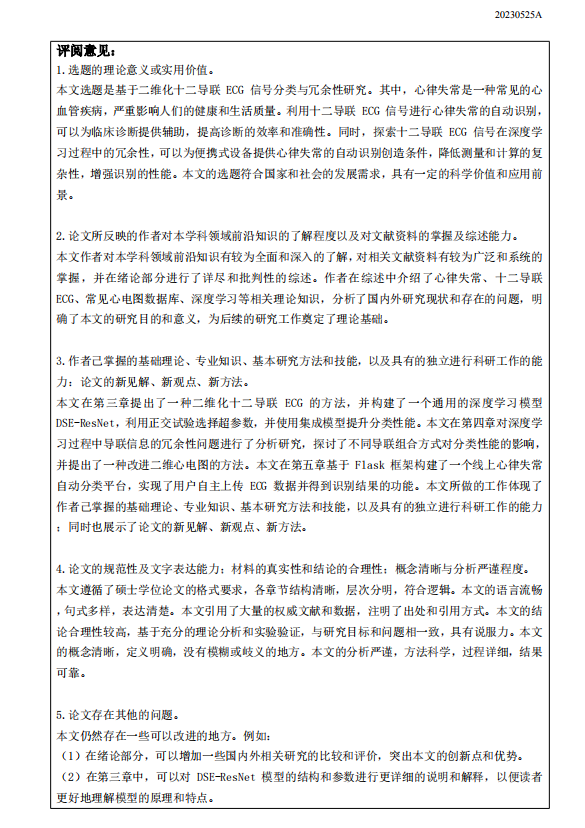 20230525A
评阅意见：
1.选题的理论意义或实用价值。
本文选题是基于二维化十二导联 ECG 信号分类与冗余性研究。其中，心律失常是一种常见的心
血管疾病，严重影响人们的健康和生活质量。利用十二导联 ECG 信号进行心律失常的自动识别，
可以为临床诊断提供辅助，提高诊断的效率和准确性。同时，探索十二导联 ECG 信号在深度学
习过程中的冗余性，可以为便携式设备提供心律失常的自动识别创造条件，降低测量和计算的复
杂性，增强识别的性能。本文的选题符合国家和社会的发展需求，具有一定的科学价值和应用前
景。
2.论文所反映的作者对本学科领域前沿知识的了解程度以及对文献资料的掌握及综述能力。
本文作者对本学科领域前沿知识有较为全面和深入的了解，对相关文献资料有较为广泛和系统的
掌握，并在绪论部分进行了详尽和批判性的综述。作者在综述中介绍了心律失常、十二导联
ECG、常见心电图数据库、深度学习等相关理论知识，分析了国内外研究现状和存在的问题，明
确了本文的研究目的和意义，为后续的研究工作奠定了理论基础。
3.作者已掌握的基础理论、专业知识、基本研究方法和技能，以及具有的独立进行科研工作的能
力；论文的新见解、新观点、新方法。
本文在第三章提出了一种二维化十二导联 ECG 的方法，并构建了一个通用的深度学习模型
DSE-ResNet，利用正交试验选择超参数，并使用集成模型提升分类性能。本文在第四章对深度学
习过程中导联信息的冗余性问题进行了分析研究，探讨了不同导联组合方式对分类性能的影响，
并提出了一种改进二维心电图的方法。本文在第五章基于 Flask 框架构建了一个线上心律失常
自动分类平台，实现了用户自主上传 ECG 数据并得到识别结果的功能。本文所做的工作体现了
作者已掌握的基础理论、专业知识、基本研究方法和技能，以及具有的独立进行科研工作的能力
；同时也展示了论文的新见解、新观点、新方法。
4.论文的规范性及文字表达能力；材料的真实性和结论的合理性；概念清晰与分析严谨程度。
本文遵循了硕士学位论文的格式要求，各章节结构清晰，层次分明，符合逻辑。本文的语言流畅
,句式多样，表达清楚。本文引用了大量的权威文献和数据，注明了出处和引用方式。本文的结
论合理性较高，基于充分的理论分析和实验验证，与研究目标和问题相一致，具有说服力。本文
的概念清晰，定义明确，没有模糊或歧义的地方。本文的分析严谨，方法科学，过程详细，结果
可靠。
5.论文存在其他的问题。
本文仍然存在一些可以改进的地方。例如：
（1）在绪论部分，可以增加一些国内外相关研究的比较和评价，突出本文的创新点和优势。
（2）在第三章中，可以对 DSE-ResNet 模型的结构和参数进行更详细的说明和解释，以便读者
更好地理解模型的原理和特点。